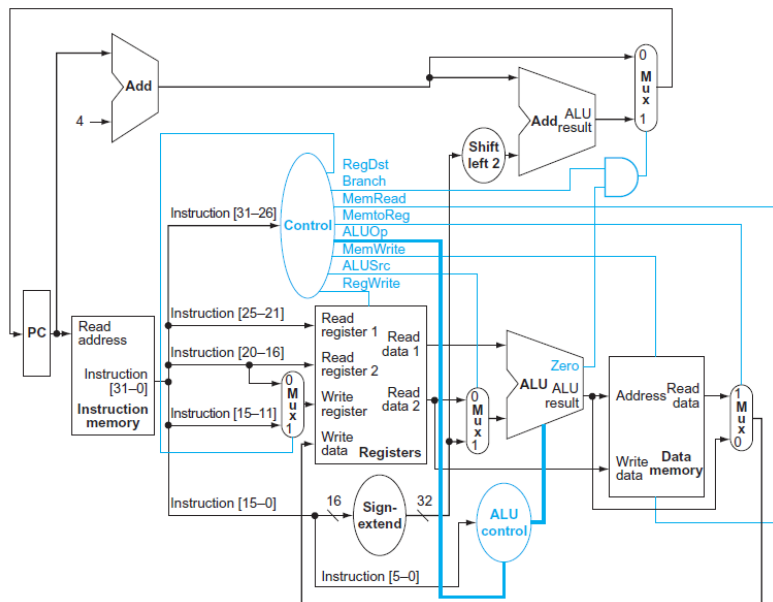 Add
4
0
M
u
x
1
ALU
Add result
Shift
left 2
RegDst
Branch
MemRead
MemtoReg
ALUOp
MemWrite
ALUSrc
RegWrite
Control
Instruction [31–26]
Instruction [25–21]
Instruction [20–16]
Instruction [15–11]
Instruction [15–0]
Instruction [5–0]
PC
Read
address
Instruction
[31–0]
Instruction
memory
0
M
u
x
1
Read
register 1
Read
register 2
Write
register
Write
data
Read
data 1
Read
data 2
Registers
0
M
u
x
1
Zero
ALU
ALU
result
Address
Read
data
Write
data
Data
memory
1
M
u
x
0
16
Sign-
extend
32
ALU
control